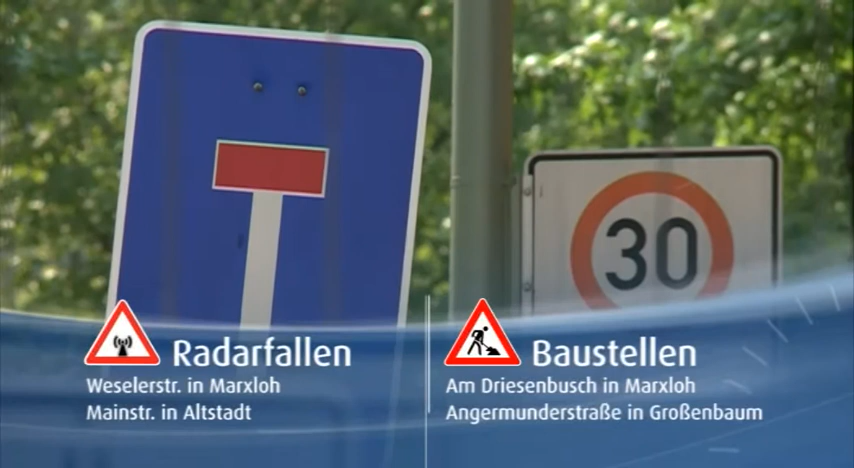 30
Radarfallen
Weselerstr. in Marxloh
Mainstr. in Altstadt
Baustellen
Am Driesenbusch in Marxloh
Angermunderstraße in Großenbaum